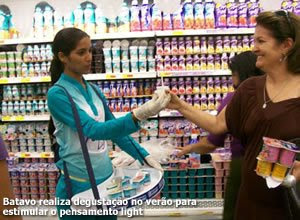 Batavo realiza degustação no verão para
estimular o pensamento light